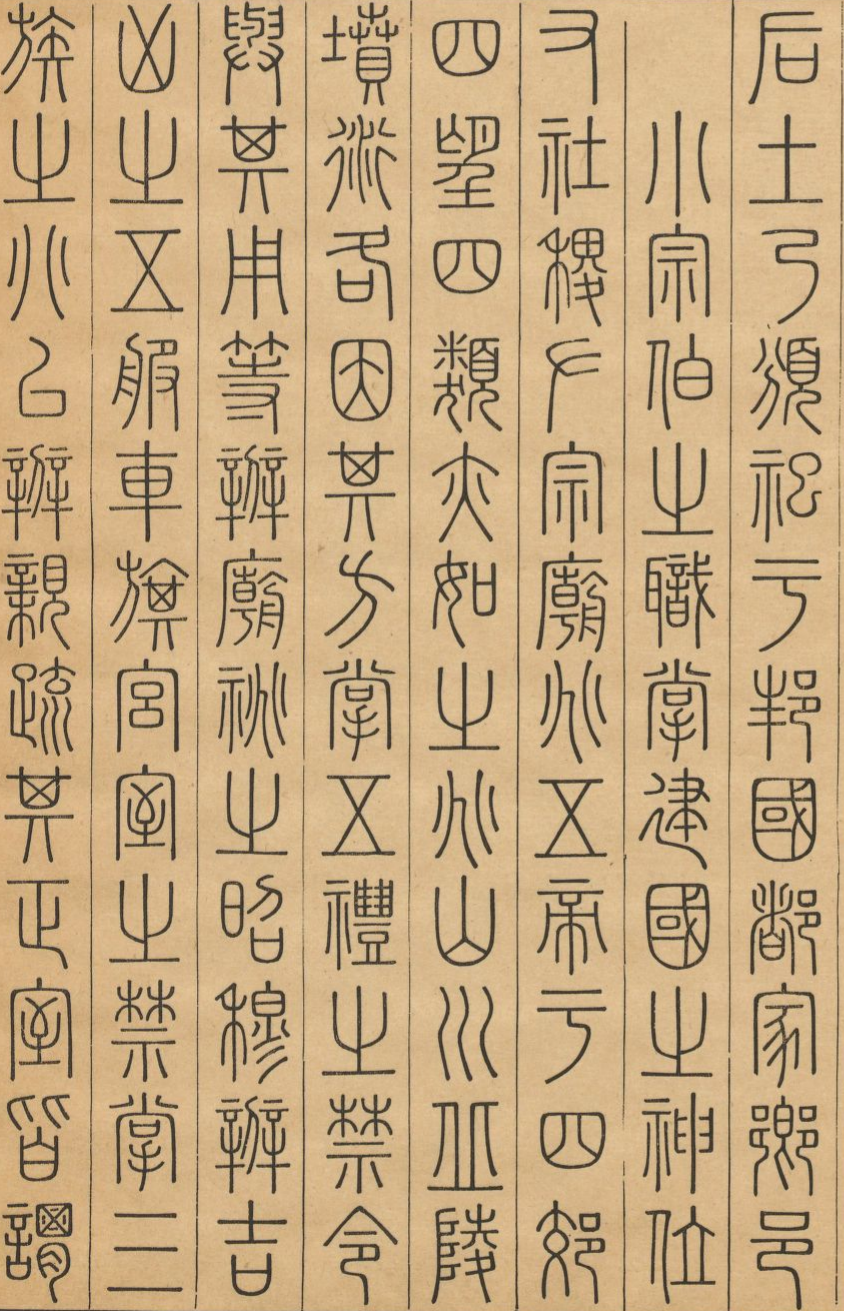 后土乃頒祀于邦國都家鄉邑
小宗伯之職掌建國之神位
右社稷左宗廟兆五帝于四郊
四望四類亦如之兆山川丘陵
墳衍各因其方掌五禮之禁令
與其用等辨廟祧之昭穆辨吉
凶之五服車旗宮室之禁掌三
族之別以辨親疏其正室皆謂